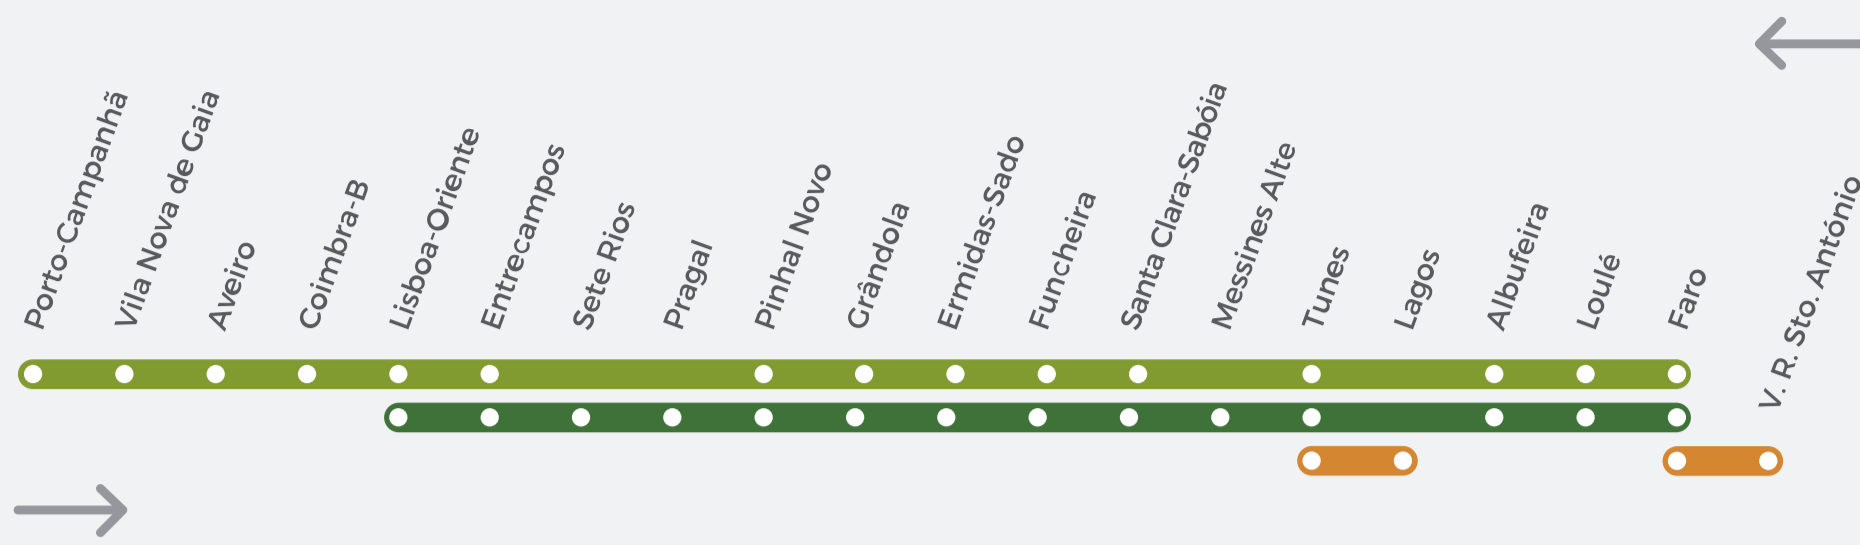 Porto-Campanhã
Vila Nova de Gaia
Aveiro
Coimbra-B
Lisboa-Oriente
Entrecampos
Sete Rios
Pragal
Pinhal Novo
Grândola
Ermidas-Sado
Funcheira
Santa Clara-Sabóia
Messines Alte
Tunes
Lagos
Albufeira
Loulé
Faro
V. R. Sto. António